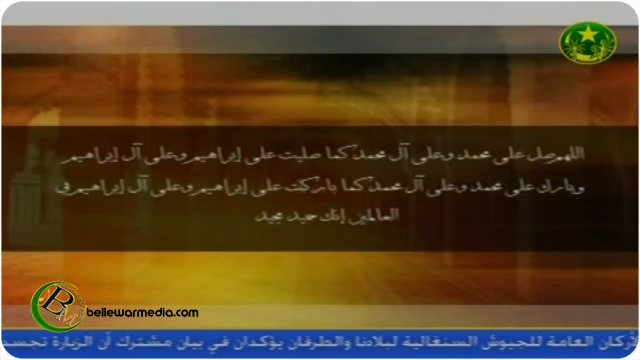 اللهم صل على محمد وعلى آل محمد كما صليت على إبراهيم وعلى آل إبراهيم
وبارك على محمد وعلى آل محمد كما باركت على إبراهيم وعلى آل إبراهيم في
العالمين إنك حميد مجيد
bellewarmedia.com
أركان العامة للجيوش السنغالية لبلادنا والطرفان يؤكدان في بيان مشترك أن الزيارة تجسد